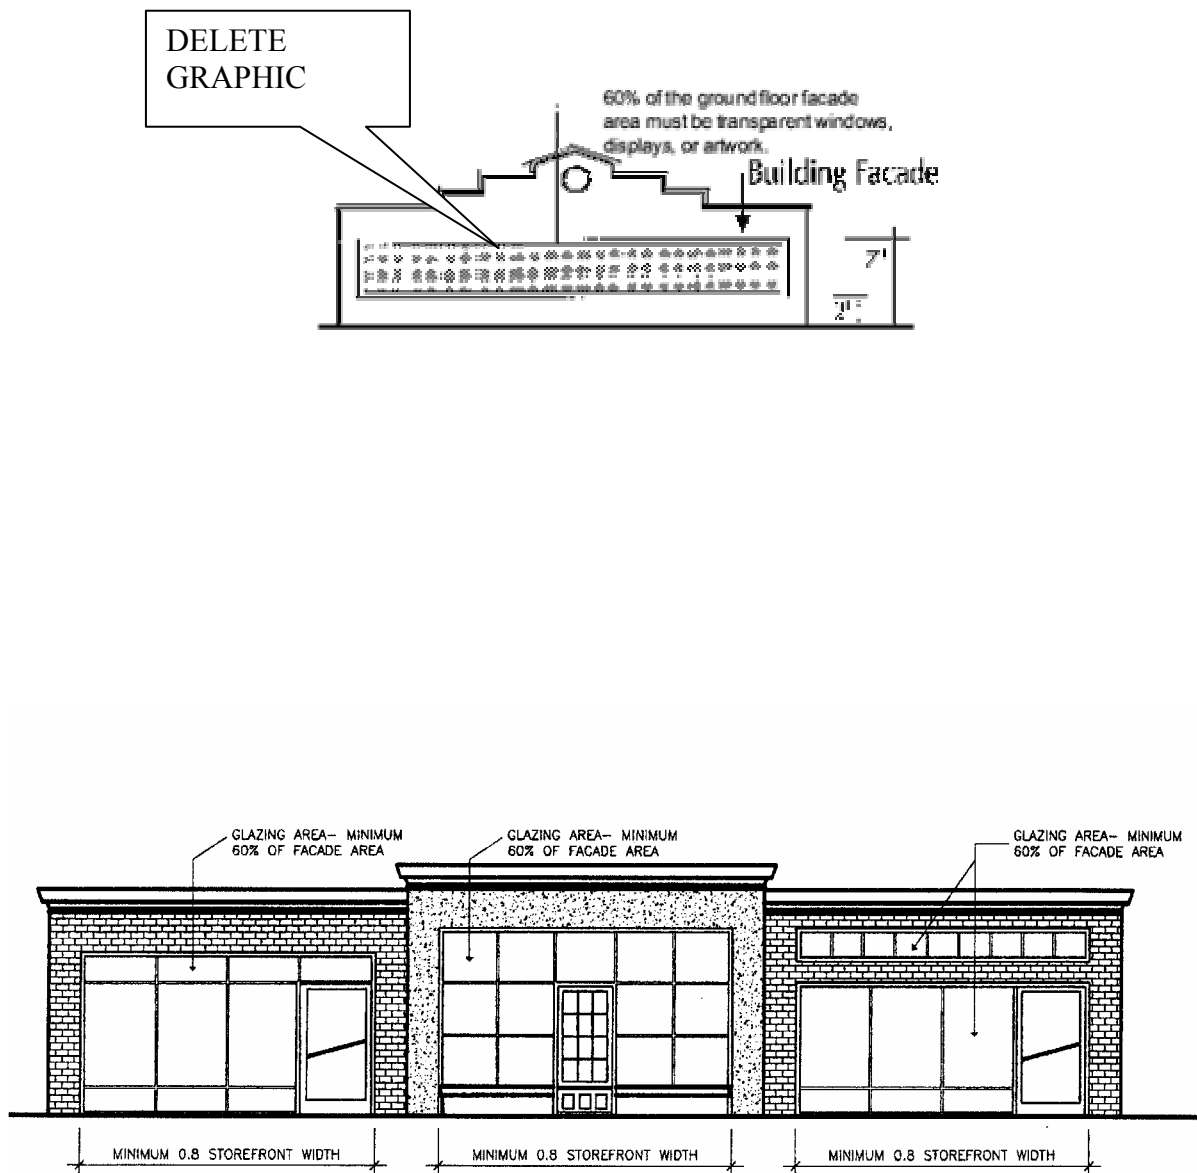 DELETE
GRAPHIC
60% of the ground floor facade
area must be transparent windows,
displays, or artwork.
Building Facade
7'
2'
GLAZING AREA- MINIMUM
60% OF FACADE AREA
GLAZING AREA- MINIMUM
60% OF FACADE AREA
GLAZING AREA- MINIMUM
60% OF FACADE AREA
MINIMUM 0.8 STOREFRONT WIDTH
MINIMUM 0.8 STOREFRONT WIDTH
MINIMUM 0.8 STOREFRONT WIDTH